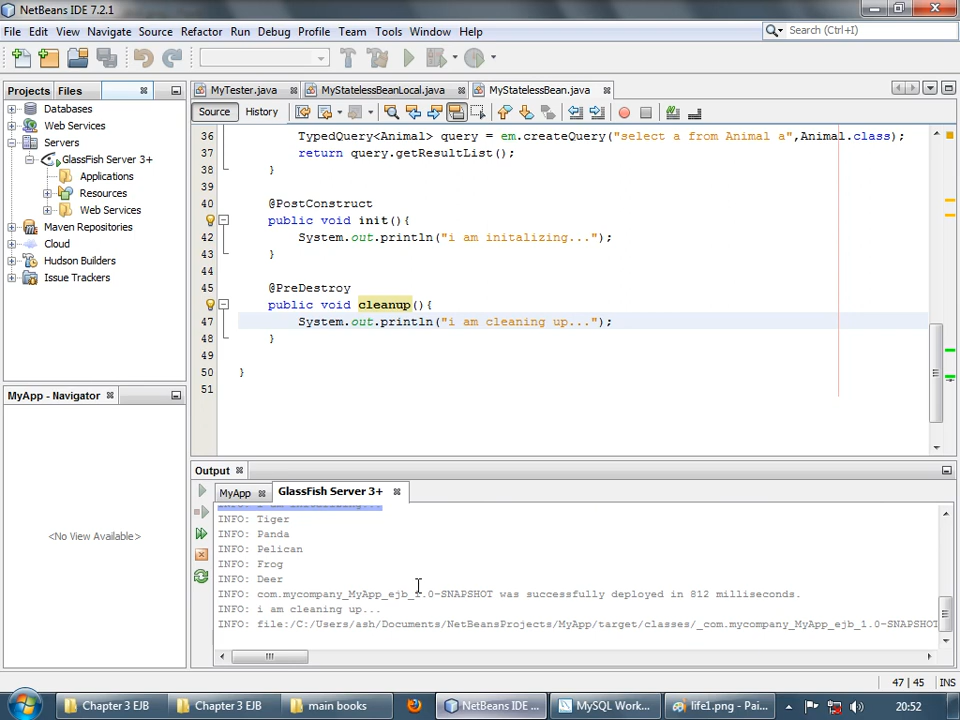 NetBeans IDE 7.2.1
File Edit View Navigate Source Refactor Run Debug Profile Team Tools Window Help
Search (Ctrl+I)
Projects Files
MyTester.java MyStatelessBeanLocal.java MyStatelessBean.java
Source History
Databases
Web Services
Servers
GlassFish Server 3+
Applications
Resources
Web Services
Maven Repositories
Cloud
Hudson Builders
Issue Trackers
36 TypedQuery<Animal> query = em.createQuery("select a from Animal a",Animal.class);
37 return query.getResultList();
38 }
39
40 @PostConstruct
public void init(){
42 System.out.println("i am initalizing...");
43 }
44
45 @PreDestroy
public void cleanup(){
47 System.out.println("i am cleaning up...");
48 }
49
50 }
51
MyApp - Navigator
<No View Available>
Output
MyApp GlassFish Server 3+
INFO: Tiger
INFO: Panda
INFO: Pelican
INFO: Frog
INFO: Deer
INFO: com.mycompany_MyApp_ejb_1.0-SNAPSHOT was successfully deployed in 812 milliseconds.
INFO: i am cleaning up...
INFO: file:/C:/Users/ash/Documents/NetBeansProjects/MyApp/target/classes/_com.mycompany_MyApp_ejb_1.0-SNAPSHOT
47 | 45 INS
Chapter 3 EJB Chapter 3 EJB main books NetBeans IDE ... MySQL Work... life1.png - Pai... 20:52